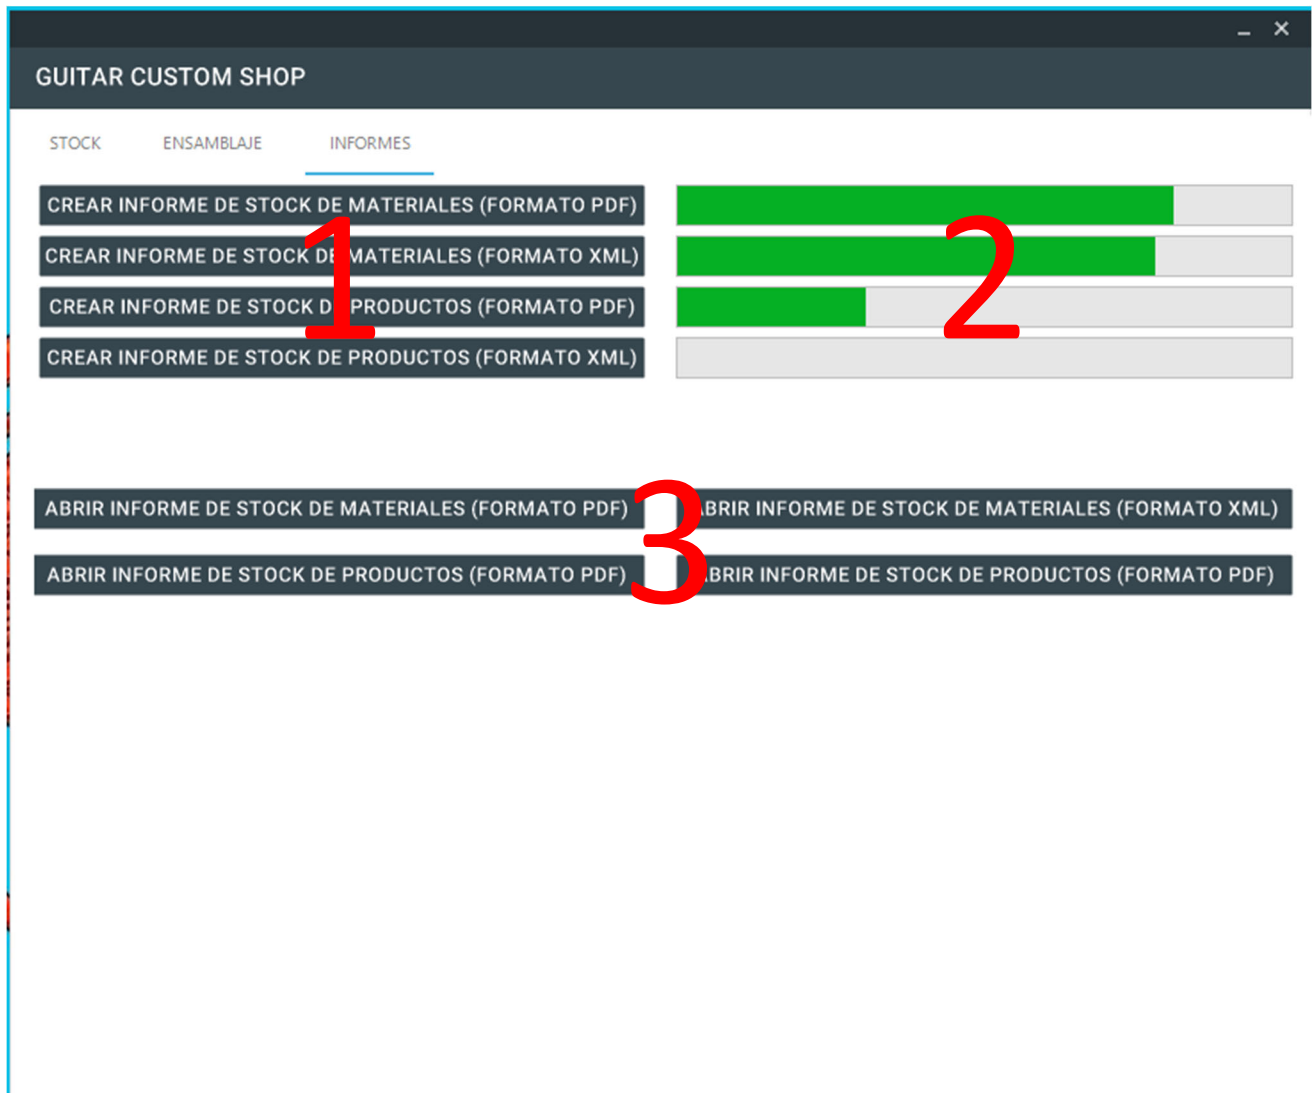 GUITAR CUSTOM SHOP
STOCK ENSAMBLAJE INFORMES
CREAR INFORME DE STOCK DE MATERIALES (FORMATO PDF)
CREAR INFORME DE STOCK DE MATERIALES (FORMATO XML)
CREAR INFORME DE STOCK DE PRODUCTOS (FORMATO PDF)
CREAR INFORME DE STOCK DE PRODUCTOS (FORMATO XML)
1
2
ABRIR INFORME DE STOCK DE MATERIALES (FORMATO PDF) ABRIR INFORME DE STOCK DE MATERIALES (FORMATO XML)
3
ABRIR INFORME DE STOCK DE PRODUCTOS (FORMATO PDF) ABRIR INFORME DE STOCK DE PRODUCTOS (FORMATO PDF)